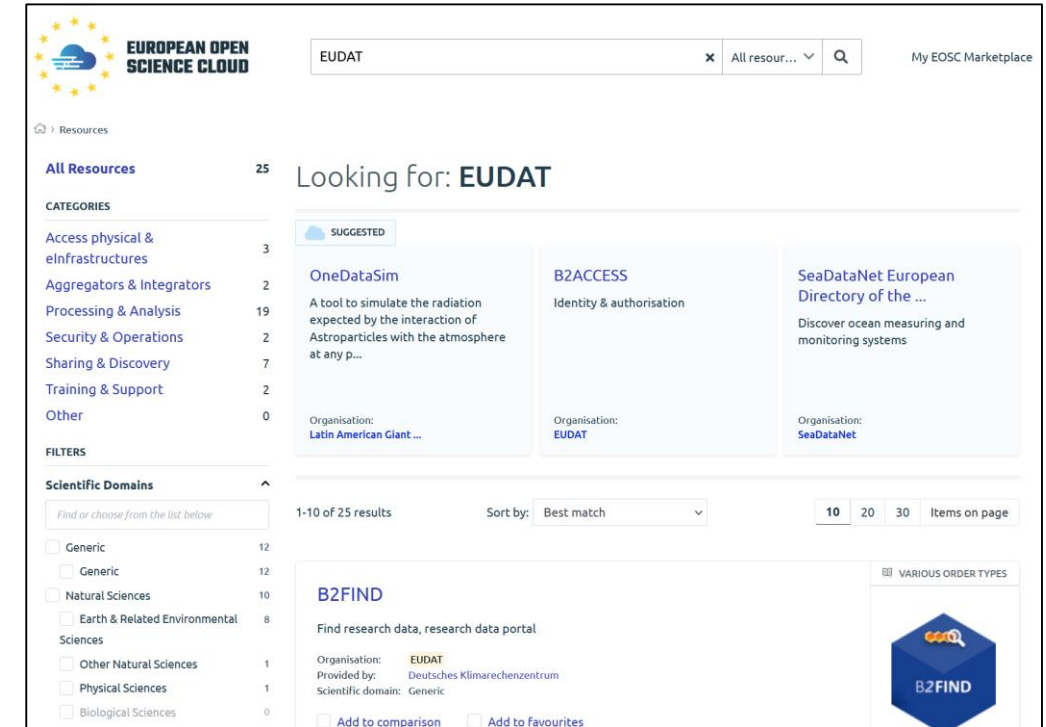 EUROPEAN OPEN
SCIENCE CLOUD
EUDAT
All resour...
My EOSC Marketplace
Resources
All Resources 25
CATEGORIES
Access physical &
eInfrastructures 3
Aggregators & Integrators 2
Processing & Analysis 19
Security & Operations 2
Sharing & Discovery 7
Training & Support 2
Other 0
FILTERS
Scientific Domains
Find or choose from the list below
Generic 12
Generic 12
Natural Sciences 10
Earth & Related Environmental 8
Sciences
Other Natural Sciences 1
Physical Sciences 1
Biological Sciences 0
Looking for: EUDAT
SUGGESTED
OneDataSim
A tool to simulate the radiation
expected by the interaction of
Astroparticles with the atmosphere
at any p...
Organisation:
Latin American Giant ...
B2ACCESS
Identity & authorisation
Organisation:
EUDAT
SeaDataNet European
Directory of the ...
Discover ocean measuring and
monitoring systems
Organisation:
SeaDataNet
1-10 of 25 results
Sort by: Best match
10 20 30 Items on page
B2FIND
Find research data, research data portal
Organisation: EUDAT
Provided by: Deutsches Klimarechenzentrum
Scientific domain: Generic
Add to comparison Add to favourites
VARIOUS ORDER TYPES
B2FIND